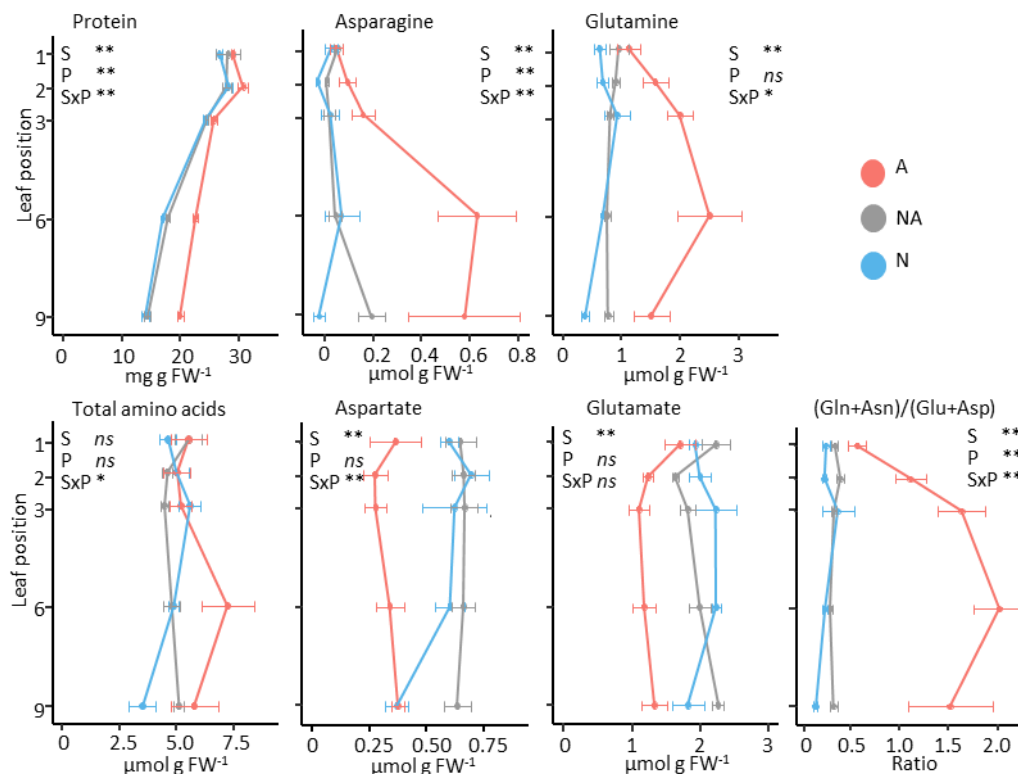 Protein
Asparagine
Glutamine
S **
P **
SxP **
S **
P **
SxP **
S **
P ns
SxP *
Leaf position
1
2
3
6
9
0 10 20 30
mg g FW-1
0 0.2 0.4 0.6 0.8
µmol g FW-1
0 1 2 3
µmol g FW-1
A
NA
N
Total amino acids
Aspartate
Glutamate
(Gln+Asn)/(Glu+Asp)
S ns
P ns
SxP *
S **
P ns
SxP **
S **
P ns
SxP ns
S **
P **
SxP **
Leaf position
1
2
3
6
9
0 2.5 5.0 7.5
µmol g FW-1
0 0.25 0.50 0.75
µmol g FW-1
0 1 2 3
µmol g FW-1
0 0.5 1.0 1.5 2.0
Ratio